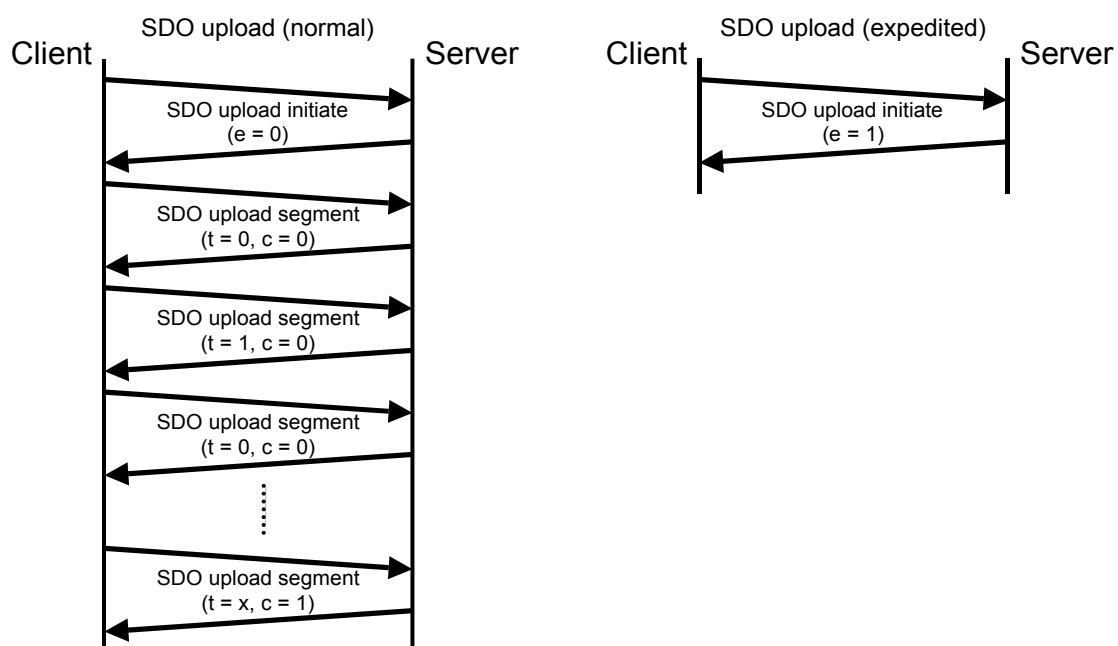 SDO upload (normal)
Client
Server
SDO upload initiate
(e = 0)
SDO upload segment
(t = 0, c = 0)
SDO upload segment
(t = 1, c = 0)
SDO upload segment
(t = 0, c = 0)
SDO upload segment
(t = x, c = 1)
SDO upload (expedited)
Client
Server
SDO upload initiate
(e = 1)